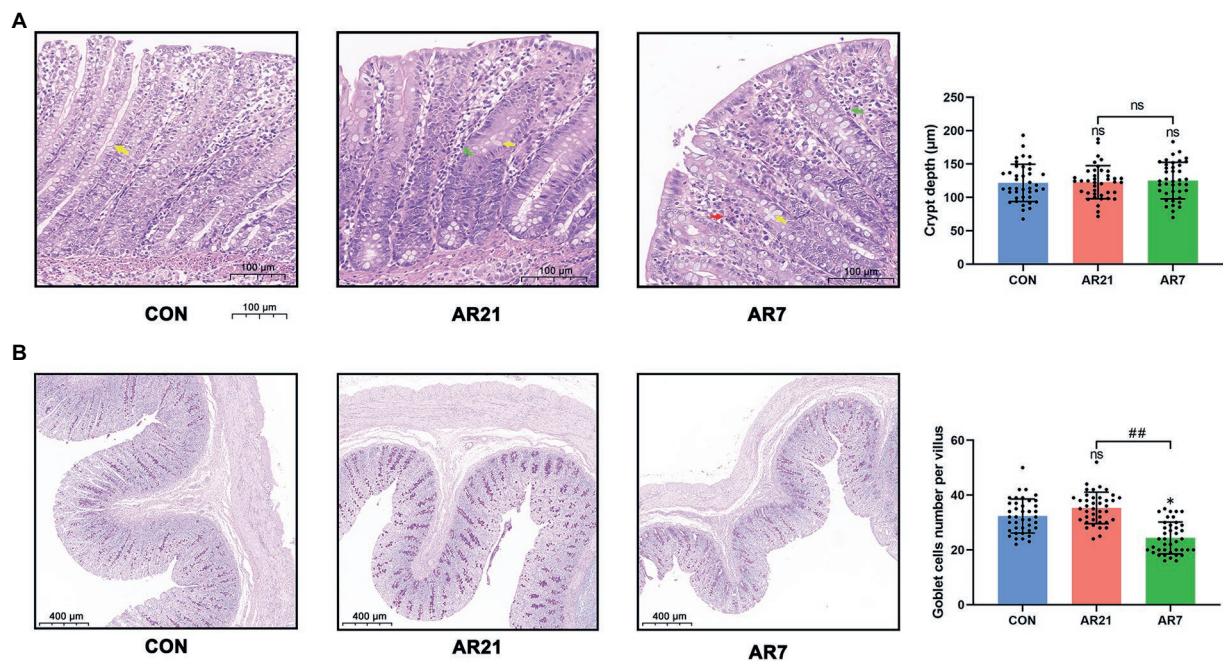 A
100 μm
100 μm
100 μm
CON
100 μm
AR21
AR7
Crypt depth (μm)
250
200
150
100
50
0
ns
ns
ns
CON
AR21
AR7
B
400 μm
400 μm
400 μm
CON
AR21
AR7
Goblet cells number per villus
60
40
20
0
##
ns
*
CON
AR21
AR7